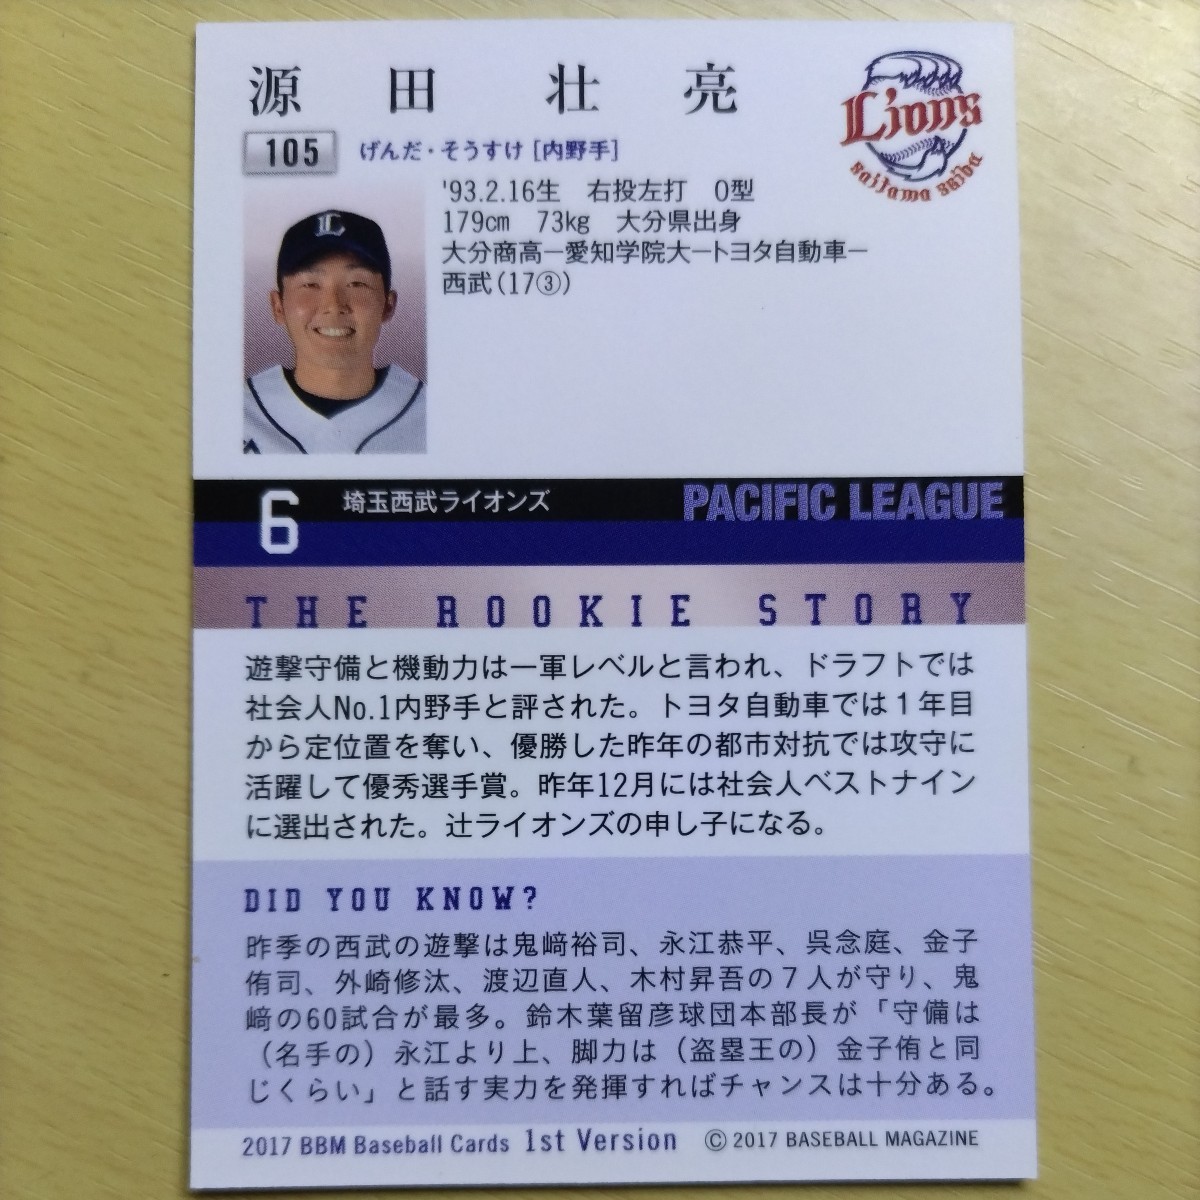 源田 壮亮
Lions
saitama seibu
105 げんだ・そうすけ [内野手]
L
'93.2.16生 右投左打 O型
179cm 73kg 大分県出身
大分商高―愛知学院大―トヨタ自動車―
西武(17③)
6 埼玉西武ライオンズ PACIFIC LEAGUE
THE ROOKIE STORY
遊撃守備と機動力は一軍レベルと言われ、ドラフトでは
社会人No.1内野手と評された。トヨタ自動車では1年目
から定位置を奪い、優勝した昨年の都市対抗では攻守に
活躍して優秀選手賞。昨年12月には社会人ベストナイン
に選出された。辻ライオンズの申し子になる。
DID YOU KNOW?
昨季の西武の遊撃は鬼﨑裕司、永江恭平、呉念庭、金子
侑司、外崎修汰、渡辺直人、木村昇吾の7人が守り、鬼
﨑の60試合が最多。鈴木葉留彦球団本部長が「守備は
(名手の)永江より上、脚力は(盗塁王の)金子侑と同
じくらい」と話す実力を発揮すればチャンスは十分ある。
2017 BBM Baseball Cards 1st Version © 2017 BASEBALL MAGAZINE